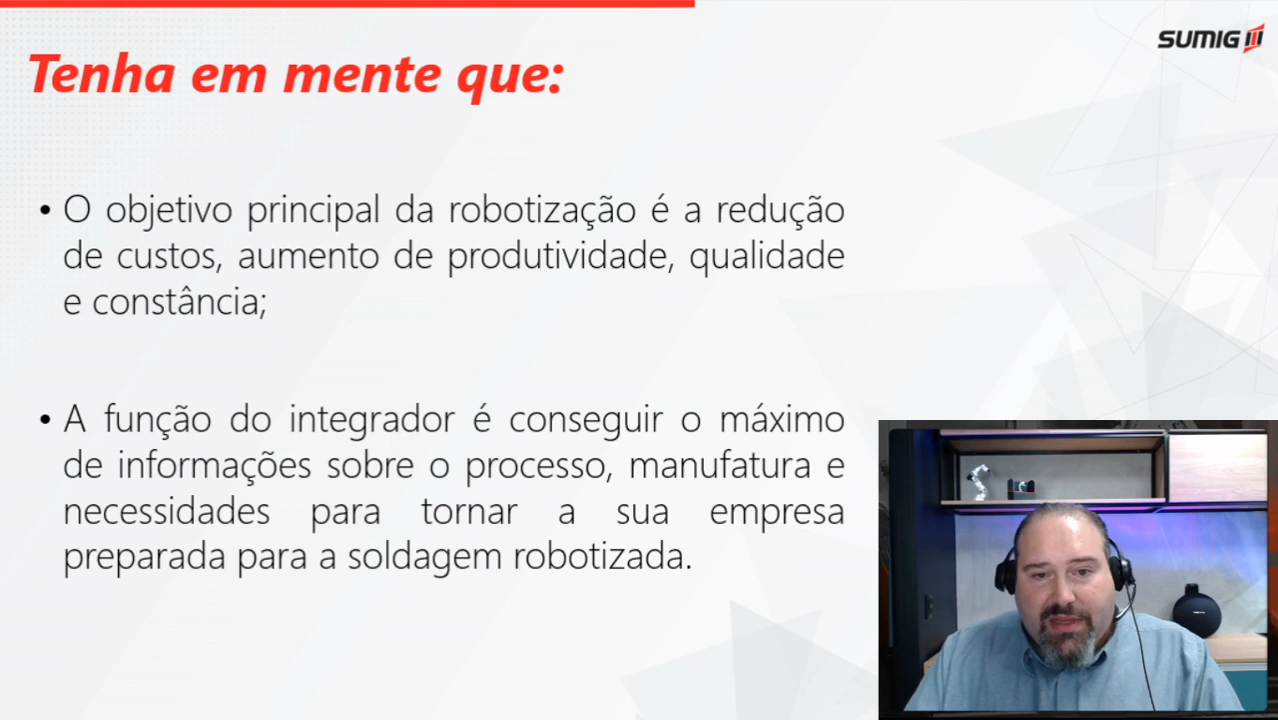 SUMIG
Tenha em mente que:
• O objetivo principal da robotização é a redução
de custos, aumento de produtividade, qualidade
e constância;
• A função do integrador é conseguir o máximo
de informações sobre o processo, manufatura e
necessidades para tornar a sua empresa
preparada para a soldagem robotizada.